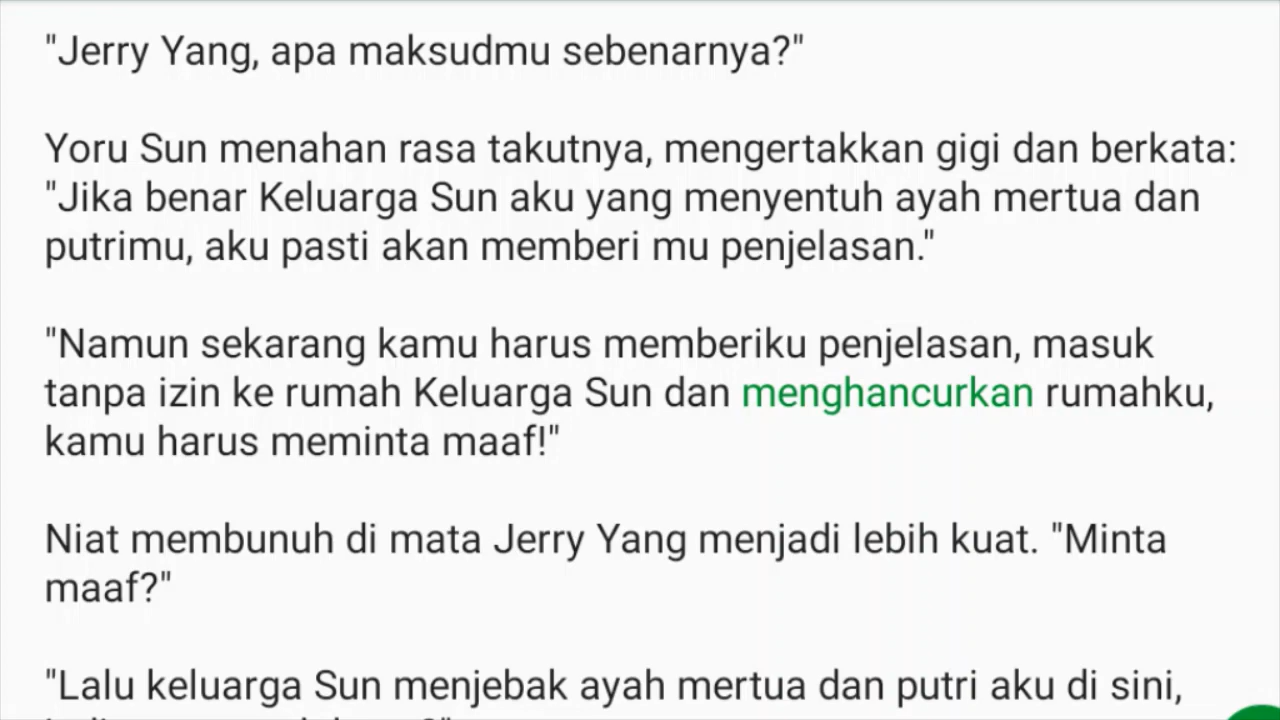 "Jerry Yang, apa maksudmu sebenarnya?"
Yoru Sun menahan rasa takutnya, mengertakkan gigi dan berkata:
"Jika benar Keluarga Sun aku yang menyentuh ayah mertua dan
putrimu, aku pasti akan memberi mu penjelasan."
"Namun sekarang kamu harus memberiku penjelasan, masuk
tanpa izin ke rumah Keluarga Sun dan menghancurkan rumahku,
kamu harus meminta maaf!"
Niat membunuh di mata Jerry Yang menjadi lebih kuat. "Minta
maaf?"
"Lalu keluarga Sun menjebak ayah mertua dan putri aku di sini,